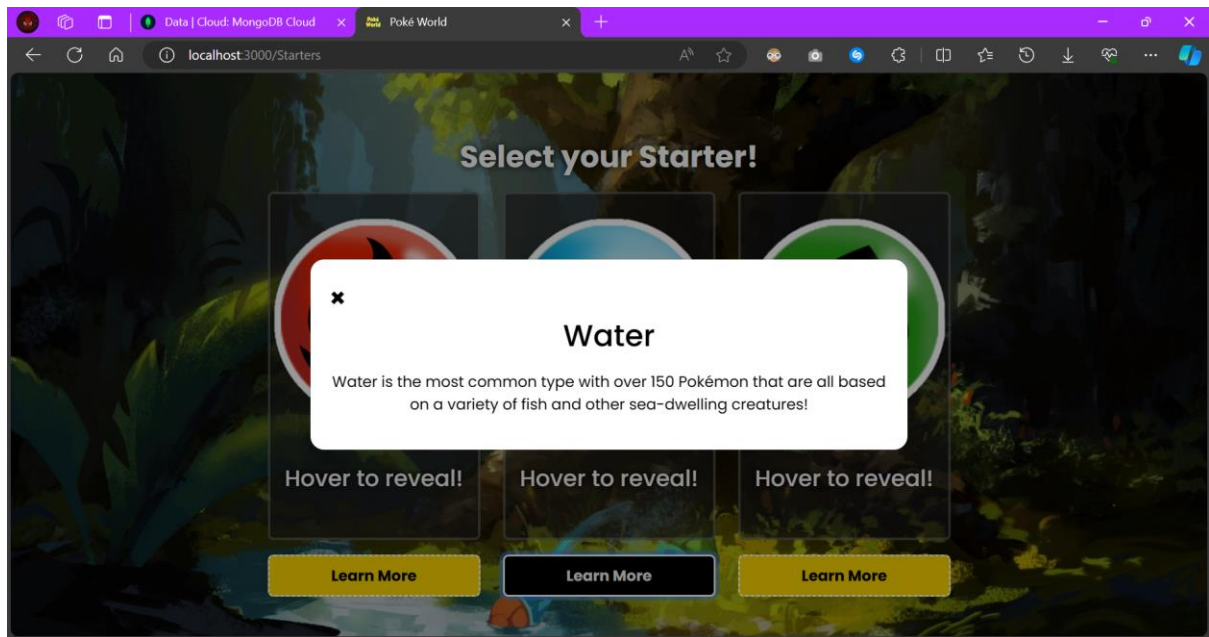 Data | Cloud: MongoDB Cloud
Poké World
Poké World
localhost:3000/Starters
Select your Starter!
Water
Water is the most common type with over 150 Pokémon that are all based
on a variety of fish and other sea-dwelling creatures!
Hover to reveal! Hover to reveal! Hover to reveal!
Learn More Learn More Learn More